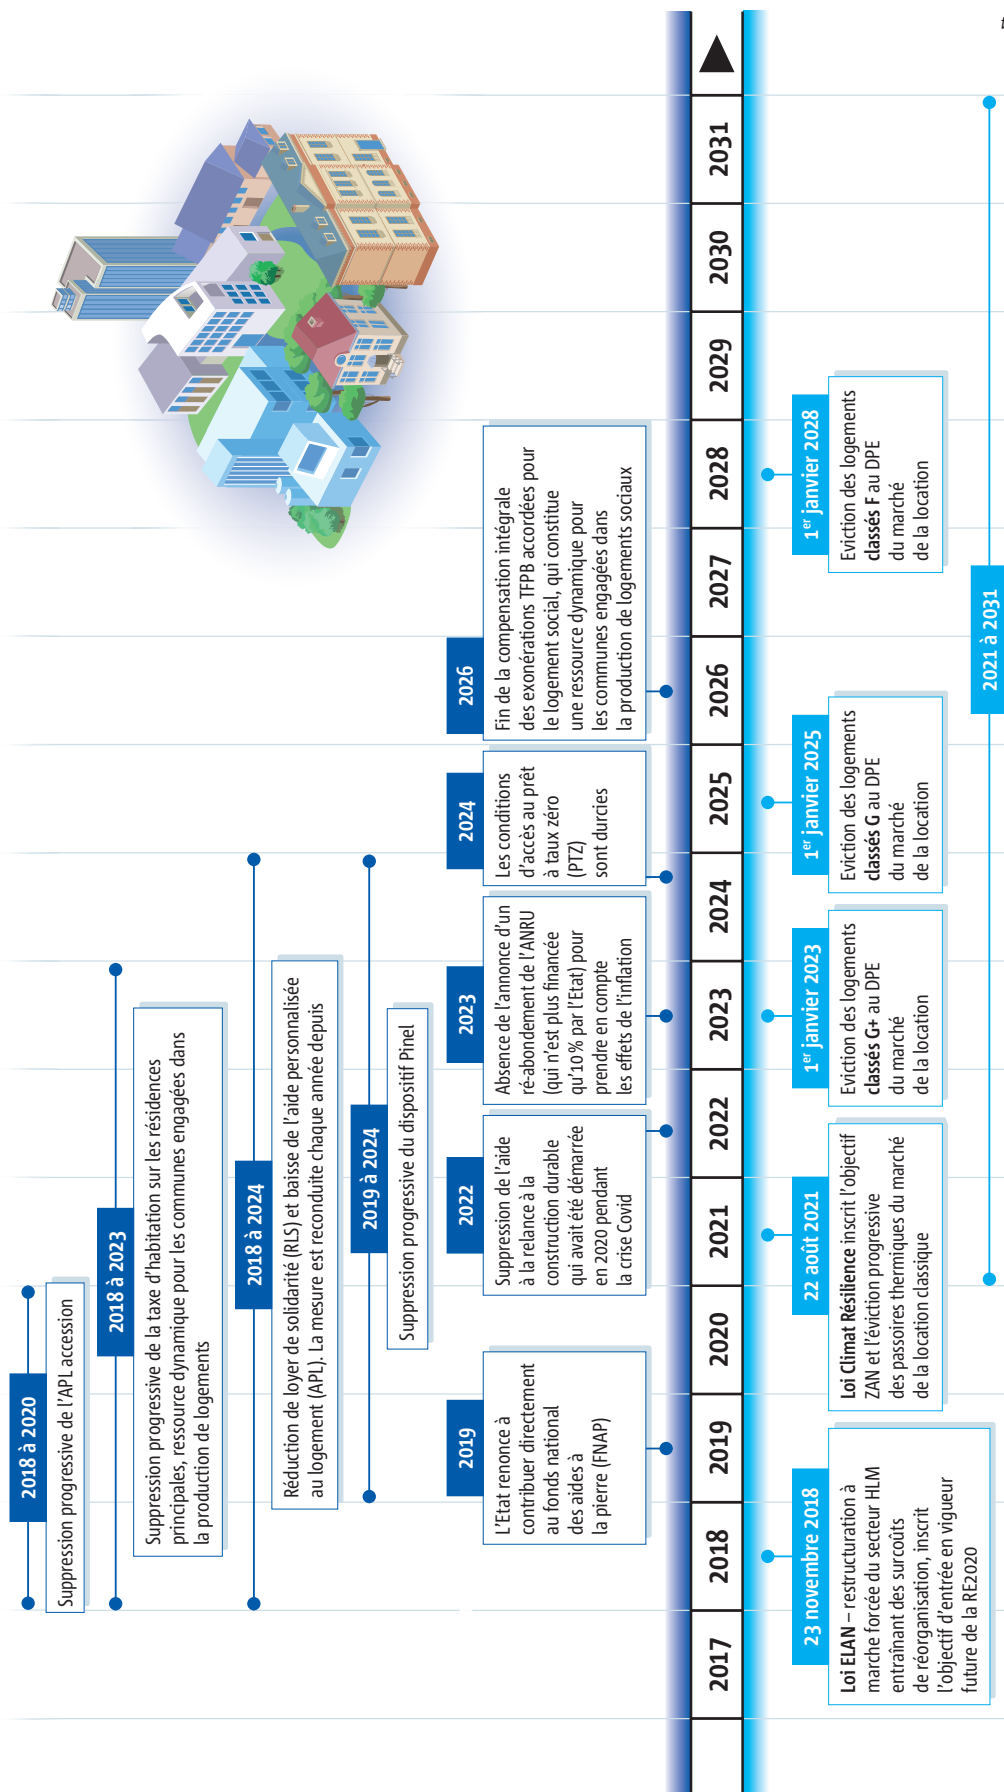 2018 à 2020
Suppression progressive de l'APL accession
2018 à 2023
Suppression progressive de la taxe d'habitation sur les résidences
principales, ressource dynamique pour les communes engagées dans
la production de logements
2018 à 2024
Réduction de loyer de solidarité (RLS) et baisse de l'aide personnalisée
au logement (APL). La mesure est reconduite chaque année depuis
2019 à 2024
Suppression progressive du dispositif Pinel
2019
L'Etat renonce à
contribuer directement
au fonds national
des aides à
la pierre (FNAP)
2022
Suppression de l'aide
à la relance à la
construction durable
qui avait été démarrée
en 2020 pendant
la crise Covid
2023
Absence de l'annonce d'un
ré-abondement de l'ANRU
(qui n'est plus financée
qu'10% par l'Etat) pour
prendre en compte
les effets de l'inflation
2024
Les conditions
d'accès au prêt
à taux zéro
(PTZ)
sont durcies
2026
Fin de la compensation intégrale
des exonérations TFPB accordées pour
le logement social, qui constitue
une ressource dynamique pour
les communes engagées dans
la production de logements sociaux
2017
2018
2019
2020
2021
2022
2023
2024
2025
2026
2027
2028
2029
2030
2031
23 novembre 2018
Loi ELAN – restructuration à
marche forcée du secteur HLM
entraînant des surcoûts
de réorganisation, inscrit
l'objectif d'entrée en vigueur
future de la RE2020
22 août 2021
Loi Climat Résilience inscrit l'objectif
ZAN et l'éviction progressive
des passoires thermiques du marché
de la location classique
1er janvier 2023
Eviction des logements
classés G+ au DPE
du marché
de la location
1er janvier 2025
Eviction des logements
classés G au DPE
du marché
de la location
1er janvier 2028
Eviction des logements
classés F au DPE
du marché
de la location
2021 à 2031